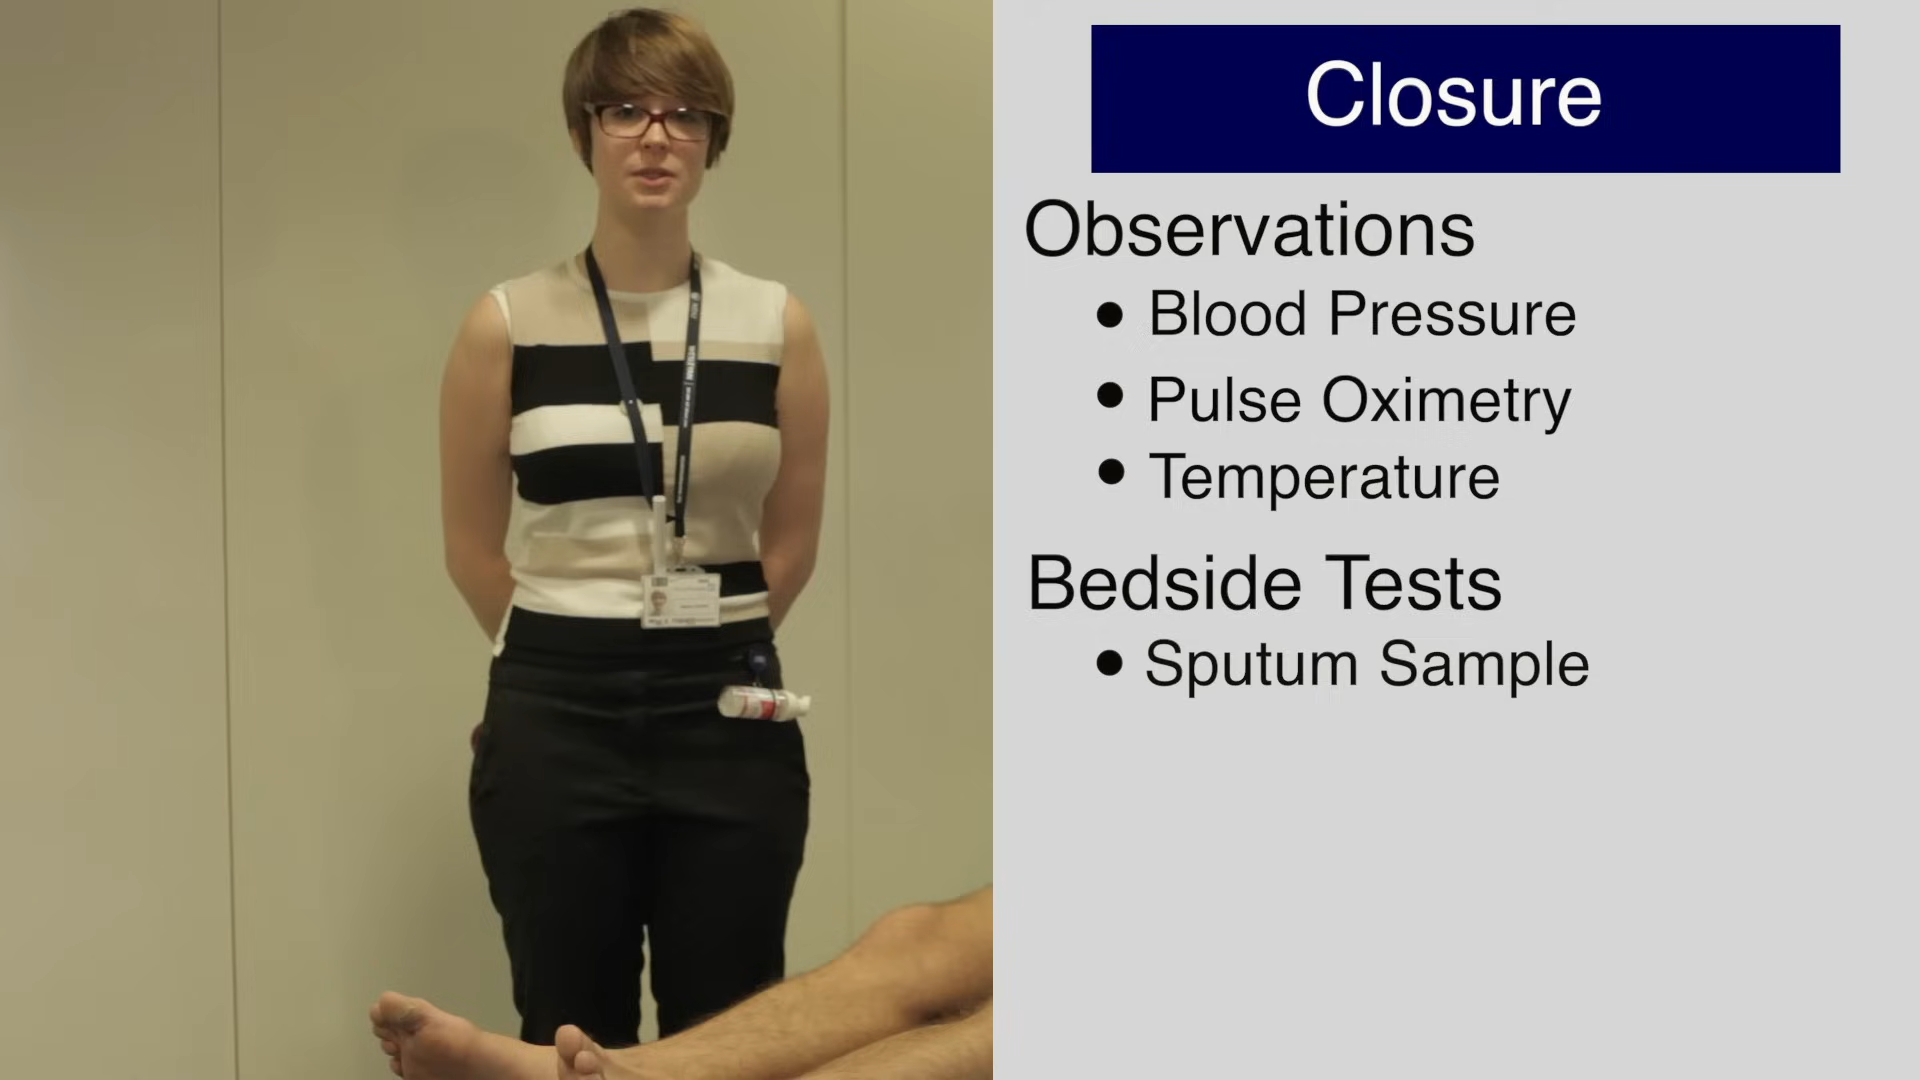 Closure
Observations
• Blood Pressure
• Pulse Oximetry
• Temperature
Bedside Tests
• Sputum Sample